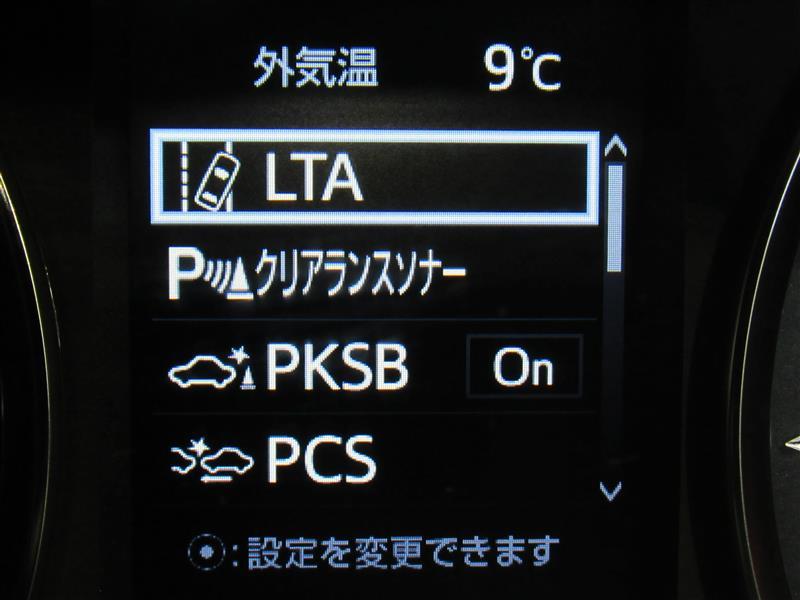 外気温 9℃
LTA
Pクリアランスソナー
PKSB On
PCS
:設定を変更できます